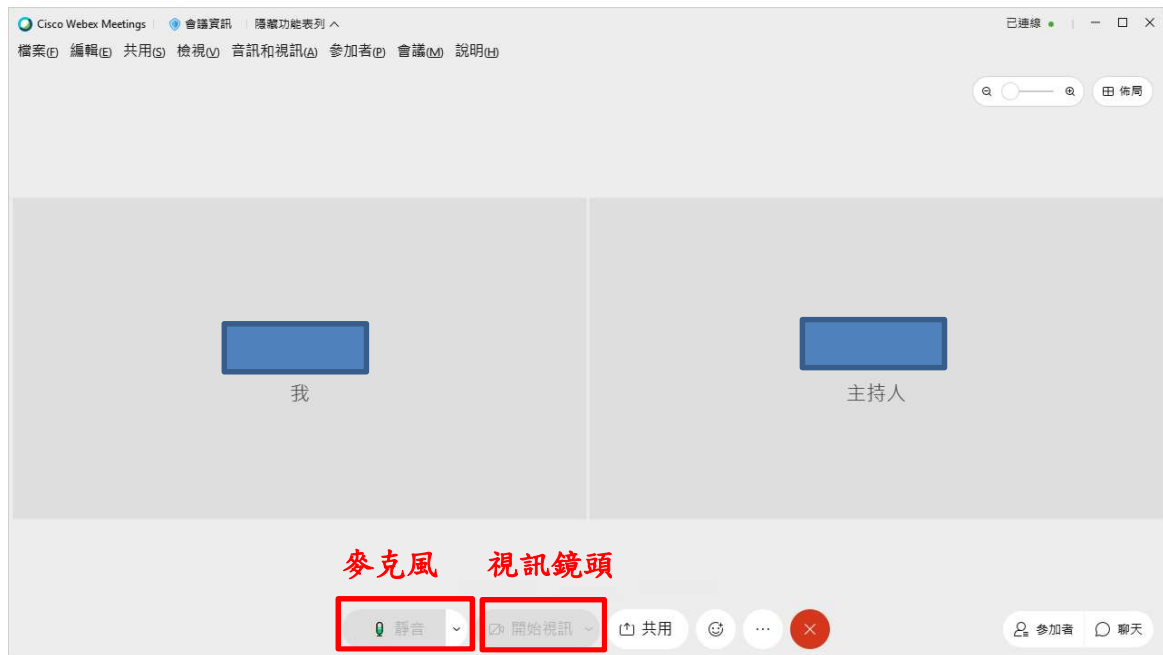 Cisco Webex Meetings 會議資訊 隱藏功能表列 已連線
檔案(F) 編輯(E) 共用(S) 檢視(V) 音訊和視訊(A) 參加者(P) 會議(M) 說明(H)
佈局
我 主持人
麥克風 視訊鏡頭
靜音 開始視訊 共用 參加者 聊天